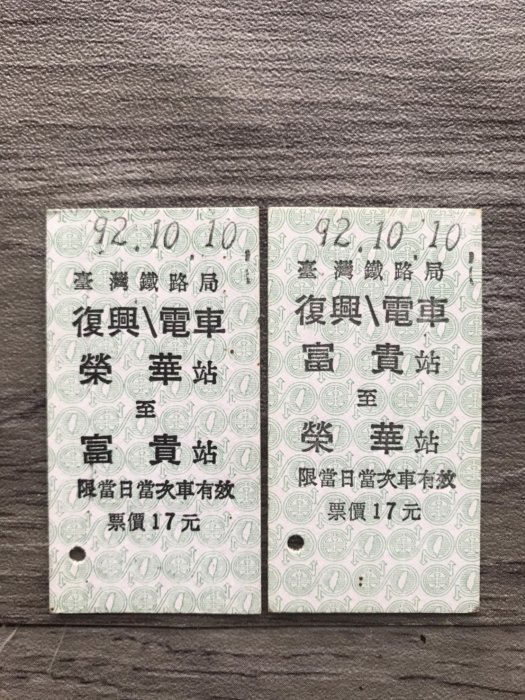 92.10.10
臺灣鐵路局
復興\電車
榮華站
至
富貴站
限當日當次車有效
票價17元
92.10.10
臺灣鐵路局
復興\電車
富貴站
至
榮華站
限當日當次車有效
票價17元